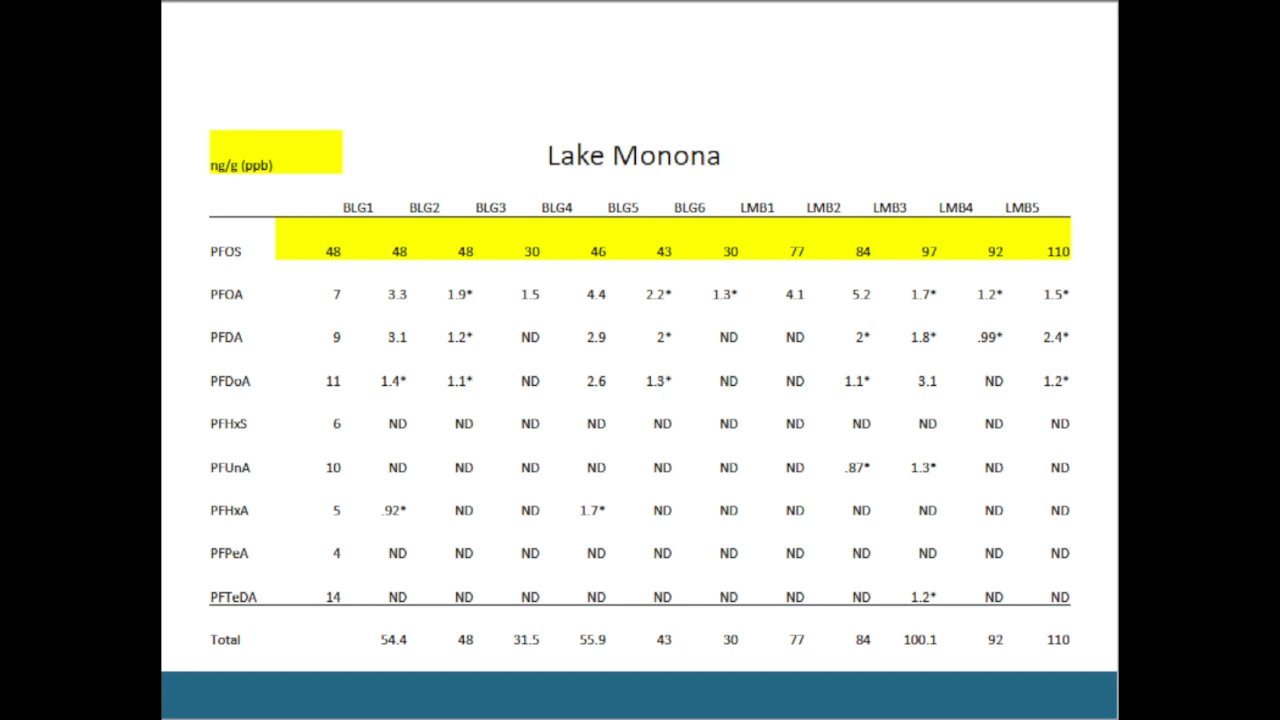 Lake Monona
ng/g (ppb)
BLG1 BLG2 BLG3 BLG4 BLG5 BLG6 LMB1 LMB2 LMB3 LMB4 LMB5
PFOS 48 48 48 30 46 43 30 77 84 97 92 110
PFOA 7 3.3 1.9* 1.5 4.4 2.2* 1.3* 4.1 5.2 1.7* 1.2* 1.5*
PFDA 9 3.1 1.2* ND 2.9 2* ND ND 2* 1.8* .99* 2.4*
PFDoA 11 1.4* 1.1* ND 2.6 1.3* ND ND 1.1* 3.1 ND 1.2*
PFHxS 6 ND ND ND ND ND ND ND ND ND ND ND
PFUnA 10 ND ND ND ND ND ND ND .87* 1.3* ND ND
PFHxA 5 .92* ND ND 1.7* ND ND ND ND ND ND ND
PFPeA 4 ND ND ND ND ND ND ND ND ND ND ND
PFTeDA 14 ND ND ND ND ND ND ND ND 1.2* ND ND
Total 54.4 48 31.5 55.9 43 30 77 84 100.1 92 110